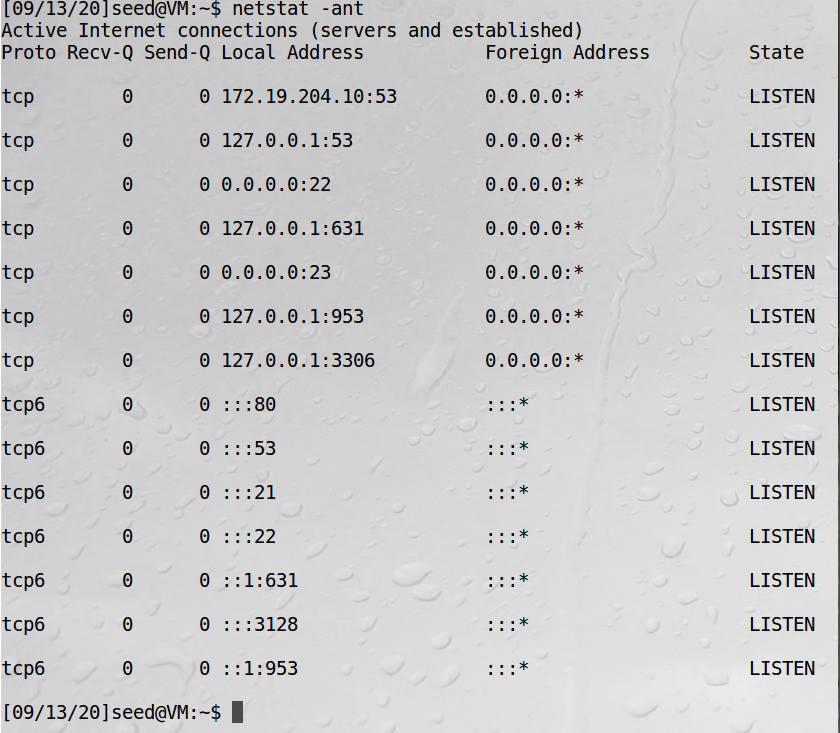 [09/13/20]seed@VM:~$ netstat -ant
Active Internet connections (servers and established)
Proto Recv-Q Send-Q Local Address           Foreign Address         State
tcp        0      0 172.19.204.10:53        0.0.0.0:*               LISTEN
tcp        0      0 127.0.0.1:53            0.0.0.0:*               LISTEN
tcp        0      0 0.0.0.0:22              0.0.0.0:*               LISTEN
tcp        0      0 127.0.0.1:631           0.0.0.0:*               LISTEN
tcp        0      0 0.0.0.0:23              0.0.0.0:*               LISTEN
tcp        0      0 127.0.0.1:953           0.0.0.0:*               LISTEN
tcp        0      0 127.0.0.1:3306          0.0.0.0:*               LISTEN
tcp6       0      0 :::80                   :::*                    LISTEN
tcp6       0      0 :::53                   :::*                    LISTEN
tcp6       0      0 :::21                   :::*                    LISTEN
tcp6       0      0 :::22                   :::*                    LISTEN
tcp6       0      0 ::1:631                 :::*                    LISTEN
tcp6       0      0 :::3128                 :::*                    LISTEN
tcp6       0      0 ::1:953                 :::*                    LISTEN
[09/13/20]seed@VM:~$